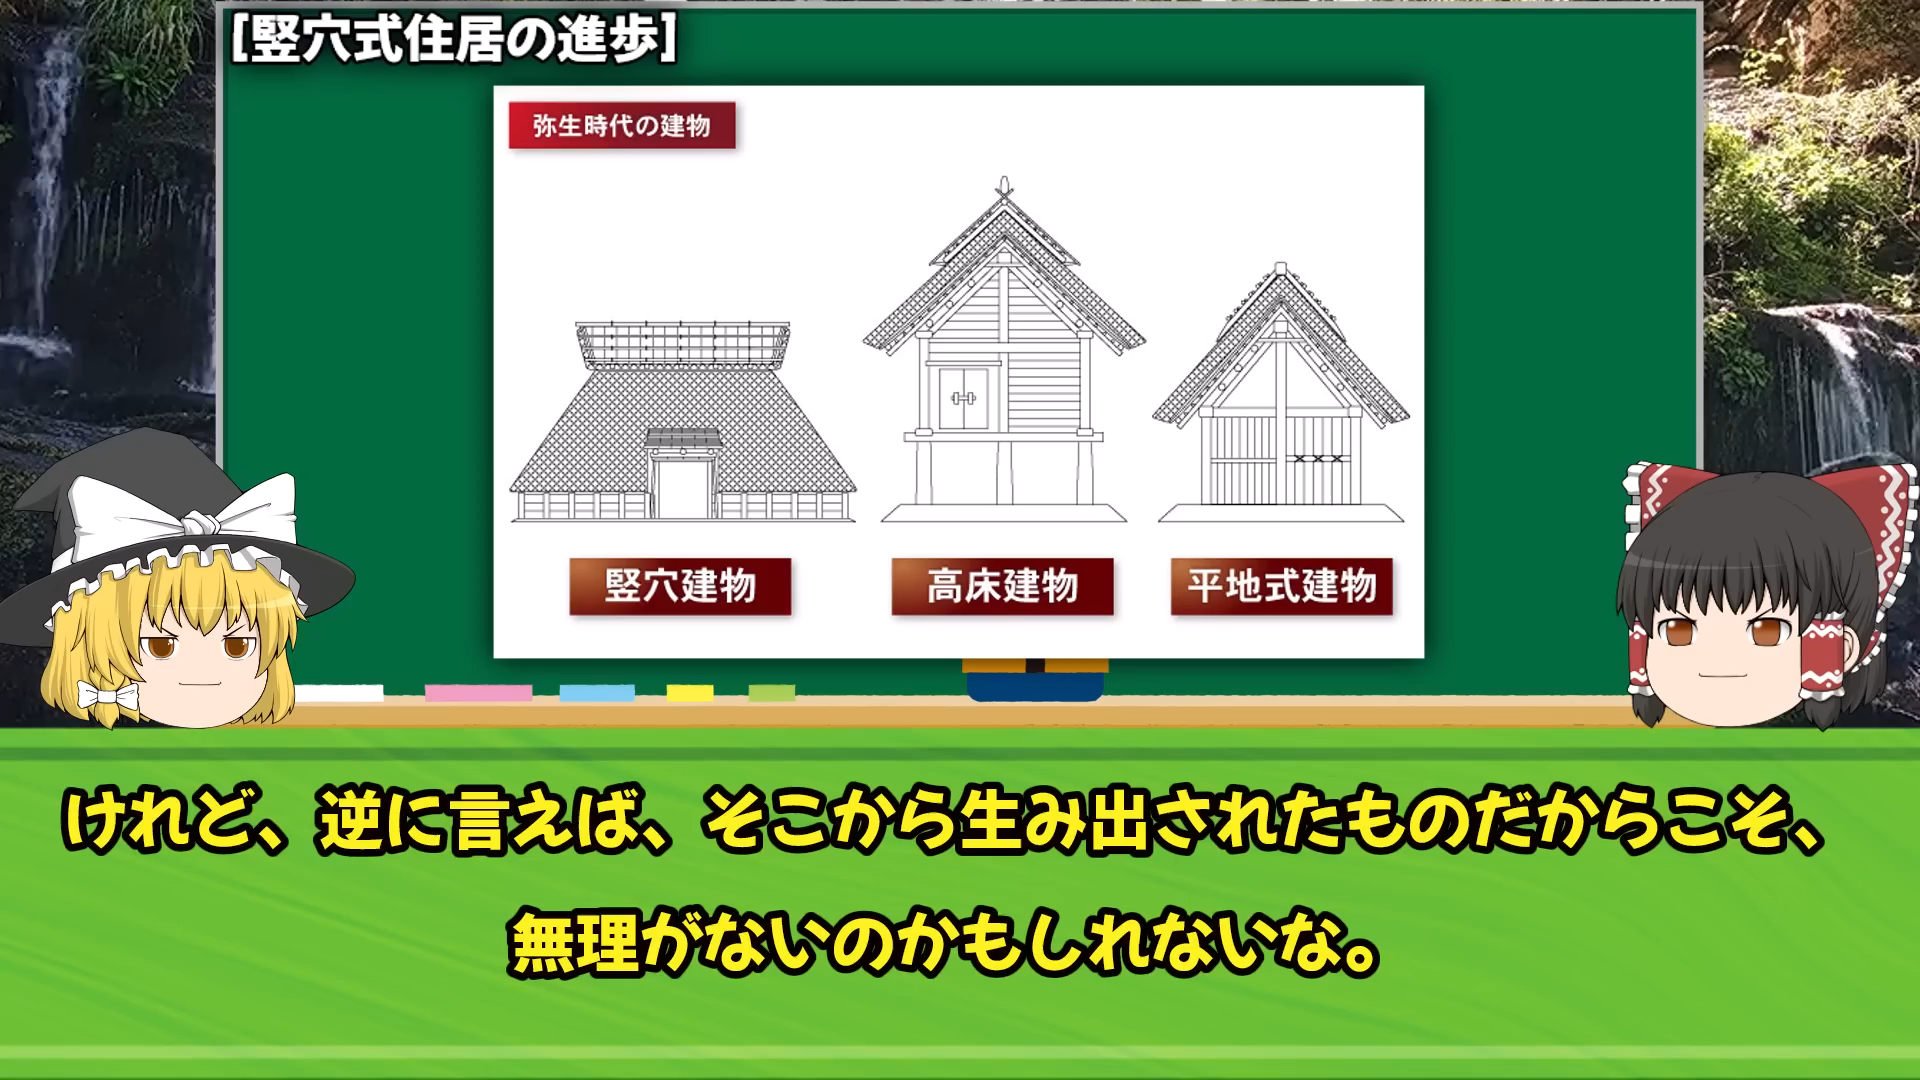 [竪穴式住居の進歩]
弥生時代の建物
竪穴建物
高床建物
平地式建物
けれど、逆に言えば、そこから生み出されたものだからこそ、
無理がないのかもしれないな。